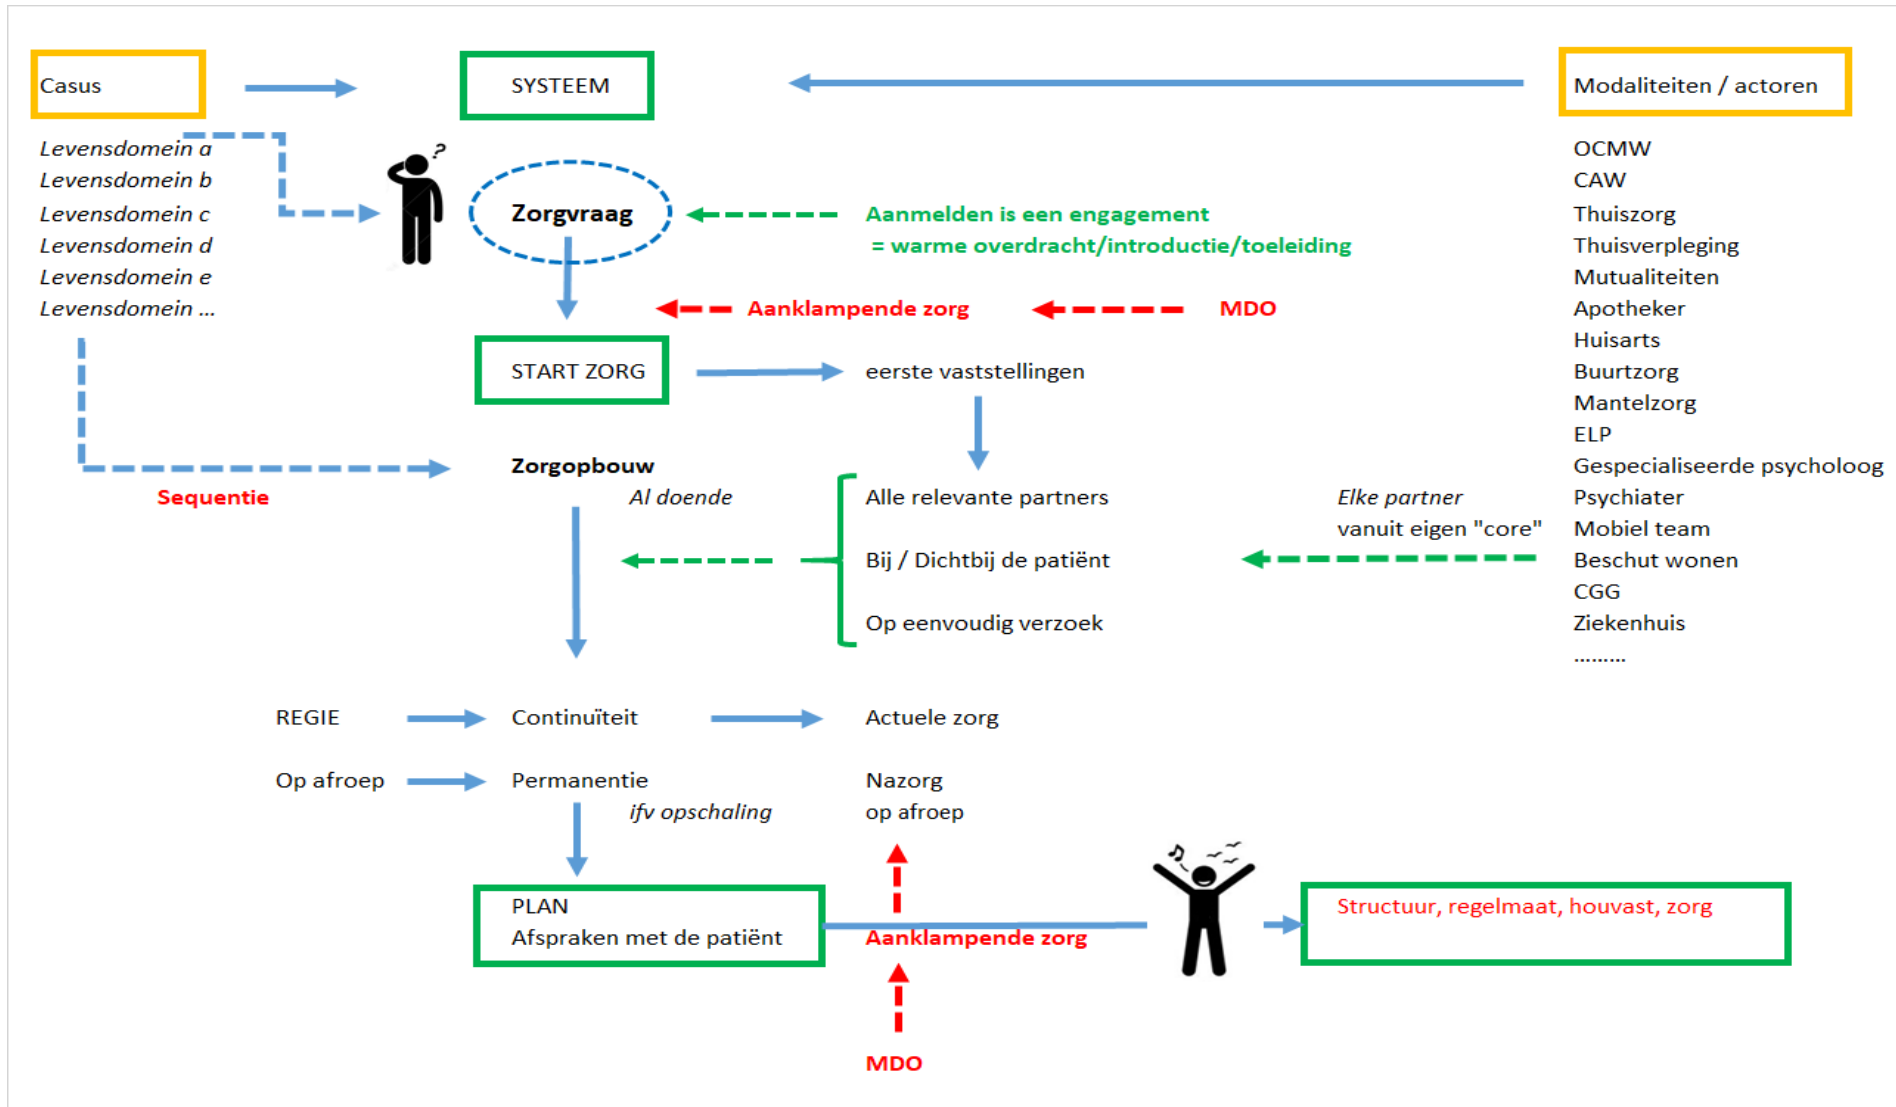 Casus
SYSTEEM
Modaliteiten / actoren
Levensdomein a
Levensdomein b
Levensdomein c
Levensdomein d
Levensdomein e
Levensdomein ...
?
Zorgvraag
Aanmelden is een engagement
= warme overdracht/introductie/toeleiding
Aanklampende zorg
MDO
START ZORG
eerste vaststellingen
Zorgopbouw
Sequentie
Al doende
Alle relevante partners
Bij / Dichtbij de patiënt
Op eenvoudig verzoek
Elke partner
vanuit eigen "core"
OCMW
CAW
Thuiszorg
Thuisverpleging
Mutualiteiten
Apotheker
Huisarts
Buurtzorg
Mantelzorg
ELP
Gespecialiseerde psycholoog
Psychiater
Mobiel team
Beschut wonen
CGG
Ziekenhuis
.........
REGIE
Continuïteit
Actuele zorg
Op afroep
Permanentie
Nazorg
ifv opschaling
op afroep
PLAN
Afspraken met de patiënt
Aanklampende zorg
Structuur, regelmaat, houvast, zorg
MDO